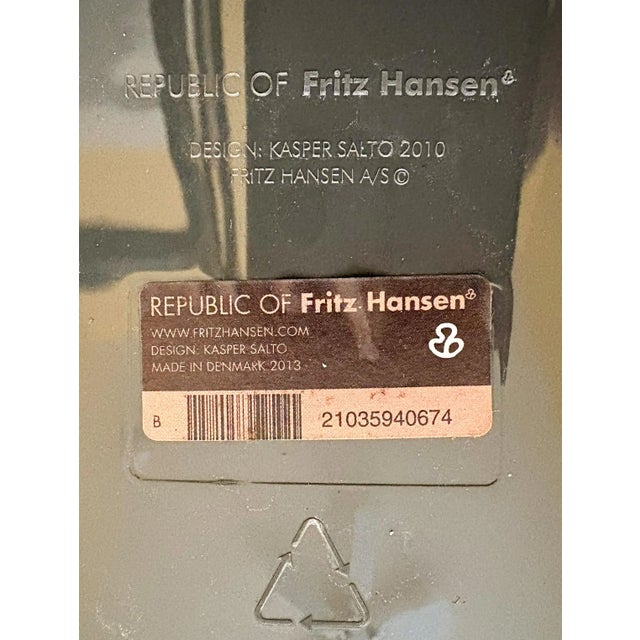 REPUBLIC OF Fritz Hansen
DESIGN: KASPER SALTO 2010
FRITZ HANSEN A/S ©
REPUBLIC OF Fritz Hansen
WWW.FRITZHANSEN.COM
DESIGN: KASPER SALTO
MADE IN DENMARK 2013
B 21035940674